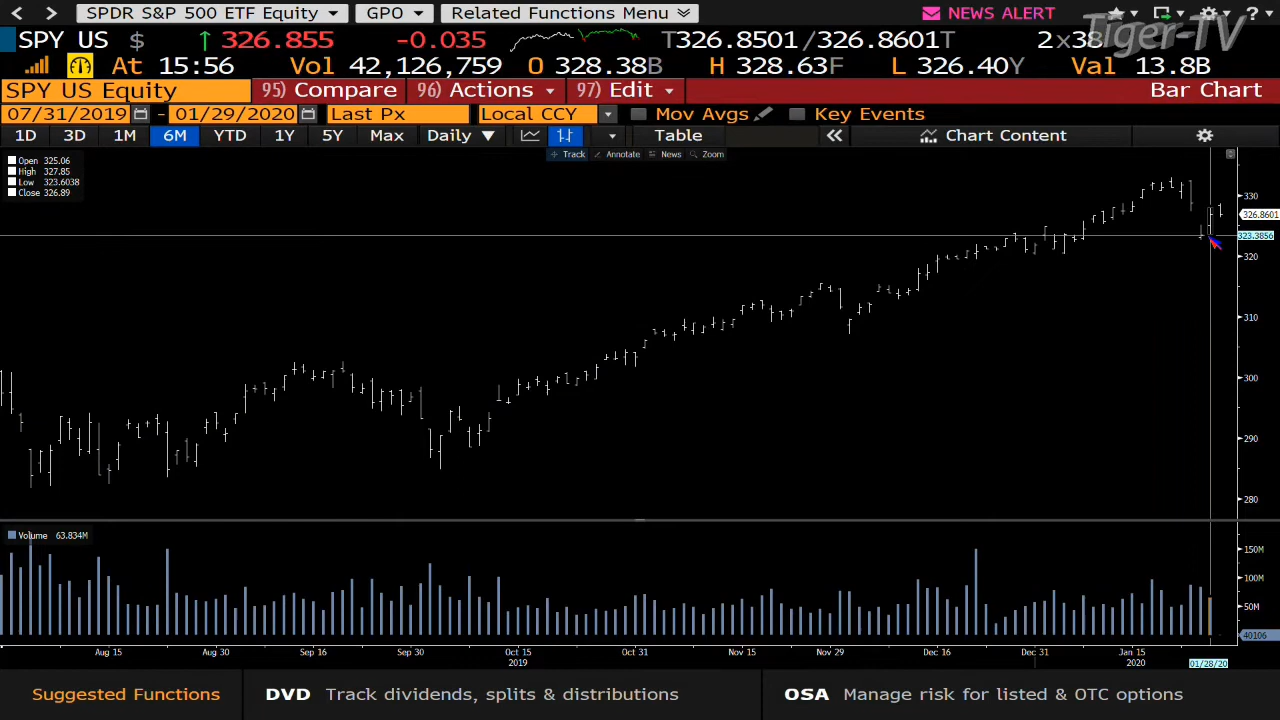 SPDR S&P 500 ETF Equity GPO Related Functions Menu NEWS ALERT
Tiger-TV
SPY US $ ↑ 326.855 -0.035 T326.8501/326.8601T 2x38
At 15:56 Vol 42,126,759 O 328.38B H 328.63F L 326.40Y Val 13.8B
SPY US Equity 95) Compare 96) Actions 97) Edit Bar Chart
07/31/2019 - 01/29/2020 Last Px Local CCY Mov Avgs Key Events
1D 3D 1M 6M YTD 1Y 5Y Max Daily ▼ Table « Chart Content
Track Annotate News Zoom
Open 325.06
High 327.85
Low 323.6038
Close 326.89
330
326.8601
323.3856
320
310
300
290
280
Volume 63.834M
150M
100M
50M
40106
Aug 15 Aug 30 Sep 16 Sep 30 Oct 15 Oct 31 Nov 15 Nov 29 Dec 16 Dec 31 Jan 15
2019 2020 01/28/20
Suggested Functions DVD Track dividends, splits & distributions OSA Manage risk for listed & OTC options